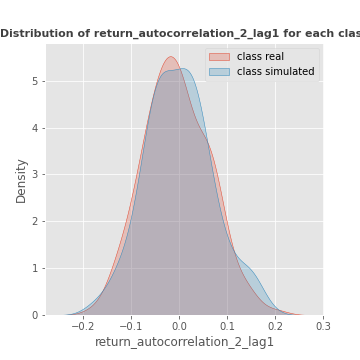 Distribution of return_autocorrelation_2_lag1 for each clas
class real
class simulated
5
4
3
2
1
0
Density
−0.2 −0.1 0.0 0.1 0.2 0.3
return_autocorrelation_2_lag1